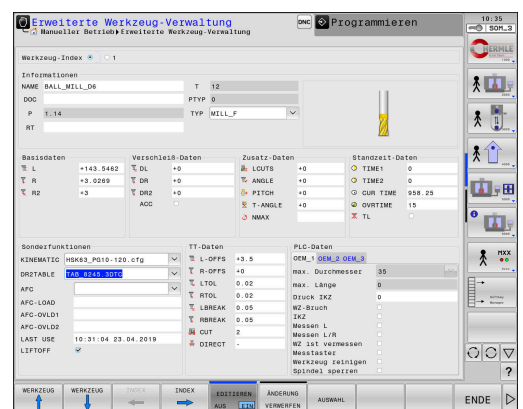 Erweiterte Werkzeug-Verwaltung
Manueller Betrieb▸Erweiterte Werkzeug-Verwaltung
DNC
Programmieren
10:35
SOM_3
HERMLE
Werkzeug-Index 0 1
Informationen
NAME BALL_MILL_D6 T 12
DOC PTYP 0
P 1.14 TYP MILL_F
RT
Basisdaten
L +143.5462
R +3.0269
R2 +3
Verschleiß-Daten
DL +0
DR +0
DR2 +0
ACC
Zusatz-Daten
LCUTS +0
ANGLE +0
PITCH +0
T-ANGLE +0
NMAX
Standzeit-Daten
TIME1 0
TIME2 0
CUR TIME 958.25
OVRTIME 15
TL
Sonderfunktionen
KINEMATIC HSK63_PG10-120.cfg
DR2TABLE TAB_8245.3DTC
AFC
AFC-LOAD
AFC-OVLD1
AFC-OVLD2
LAST USE 10:31:04 23.04.2019
LIFTOFF
TT-Daten
L-OFFS +3.5
R-OFFS +0
LTOL 0.02
RTOL 0.02
LBREAK 0.05
RBREAK 0.05
CUT 2
DIRECT -
PLC-Daten
OEM_1 OEM_2 OEM_3
max. Durchmesser 35
max. Länge 0
Druck IKZ 0
WZ-Bruch
IKZ
Messen L
Messen L/R
WZ ist vermessen
Messtaster
Werkzeug reinigen
Spindel sperren
MXX
?
WERKZEUG
WERKZEUG
INDEX
INDEX
EDITIEREN
AUS EIN
ÄNDERUNG
VERWERFEN
AUSWAHL
ENDE